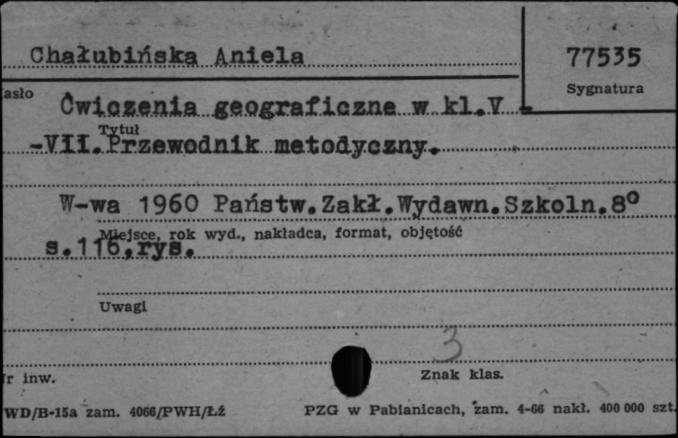 Chałubińska Aniela
77535
Sygnatura
asło
Ćwiczenia geograficzne w kl.V -
Tytuł
-VII.Przewodnik metodyczny.
W-wa 1960 Państw.Zakł.Wydawn.Szkoln.8°
Miejsce, rok wyd., nakładca, format, objętość
s.116,rys.
Uwagi
3
r inw.
Znak klas.
WD/B-15a zam. 4066/PWH/Łź
PZG w Pabianicach, zam. 4-66 nakł. 400 000 szt.